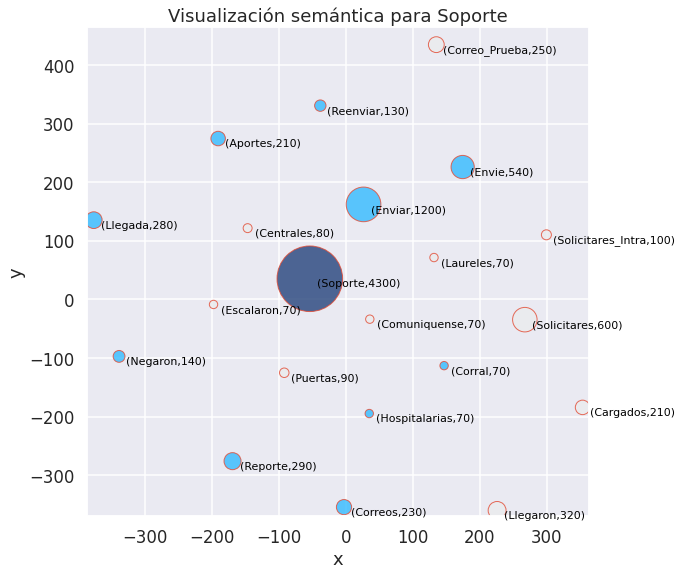 Visualización semántica para Soporte
(Correo_Prueba,250)
400
(Reenviar,130)
300
(Aportes,210)
(Envie,540)
200
(Enviar,1200)
(Llegada,280)
(Centrales,80)
(Solicitares_Intra,100)
100
(Laureles,70)
(Soporte,4300)
y
0
(Escalaron,70)
(Comuniquense,70)
(Solicitares,600)
−100
(Negaron,140)
(Corral,70)
(Puertas,90)
(Cargados,210)
−200
(Hospitalarias,70)
(Reporte,290)
−300
(Correos,230)
(Llegaron,320)
−300 −200 −100 0 100 200 300
x